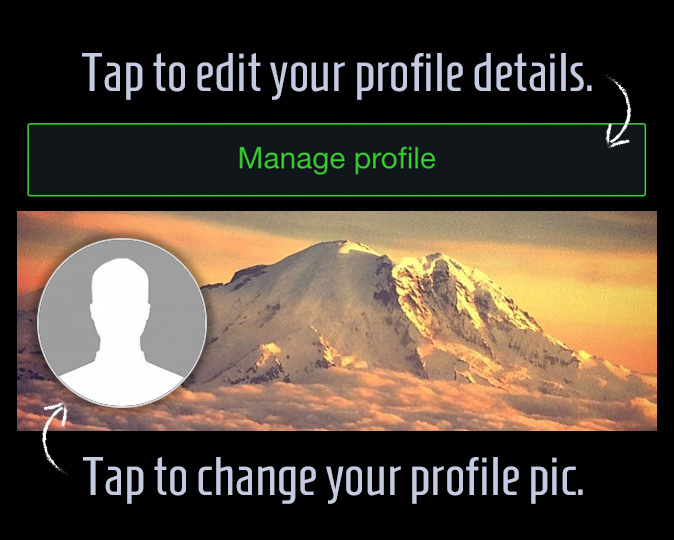 Tap to edit your profile details.
Manage profile
Tap to change your profile pic.